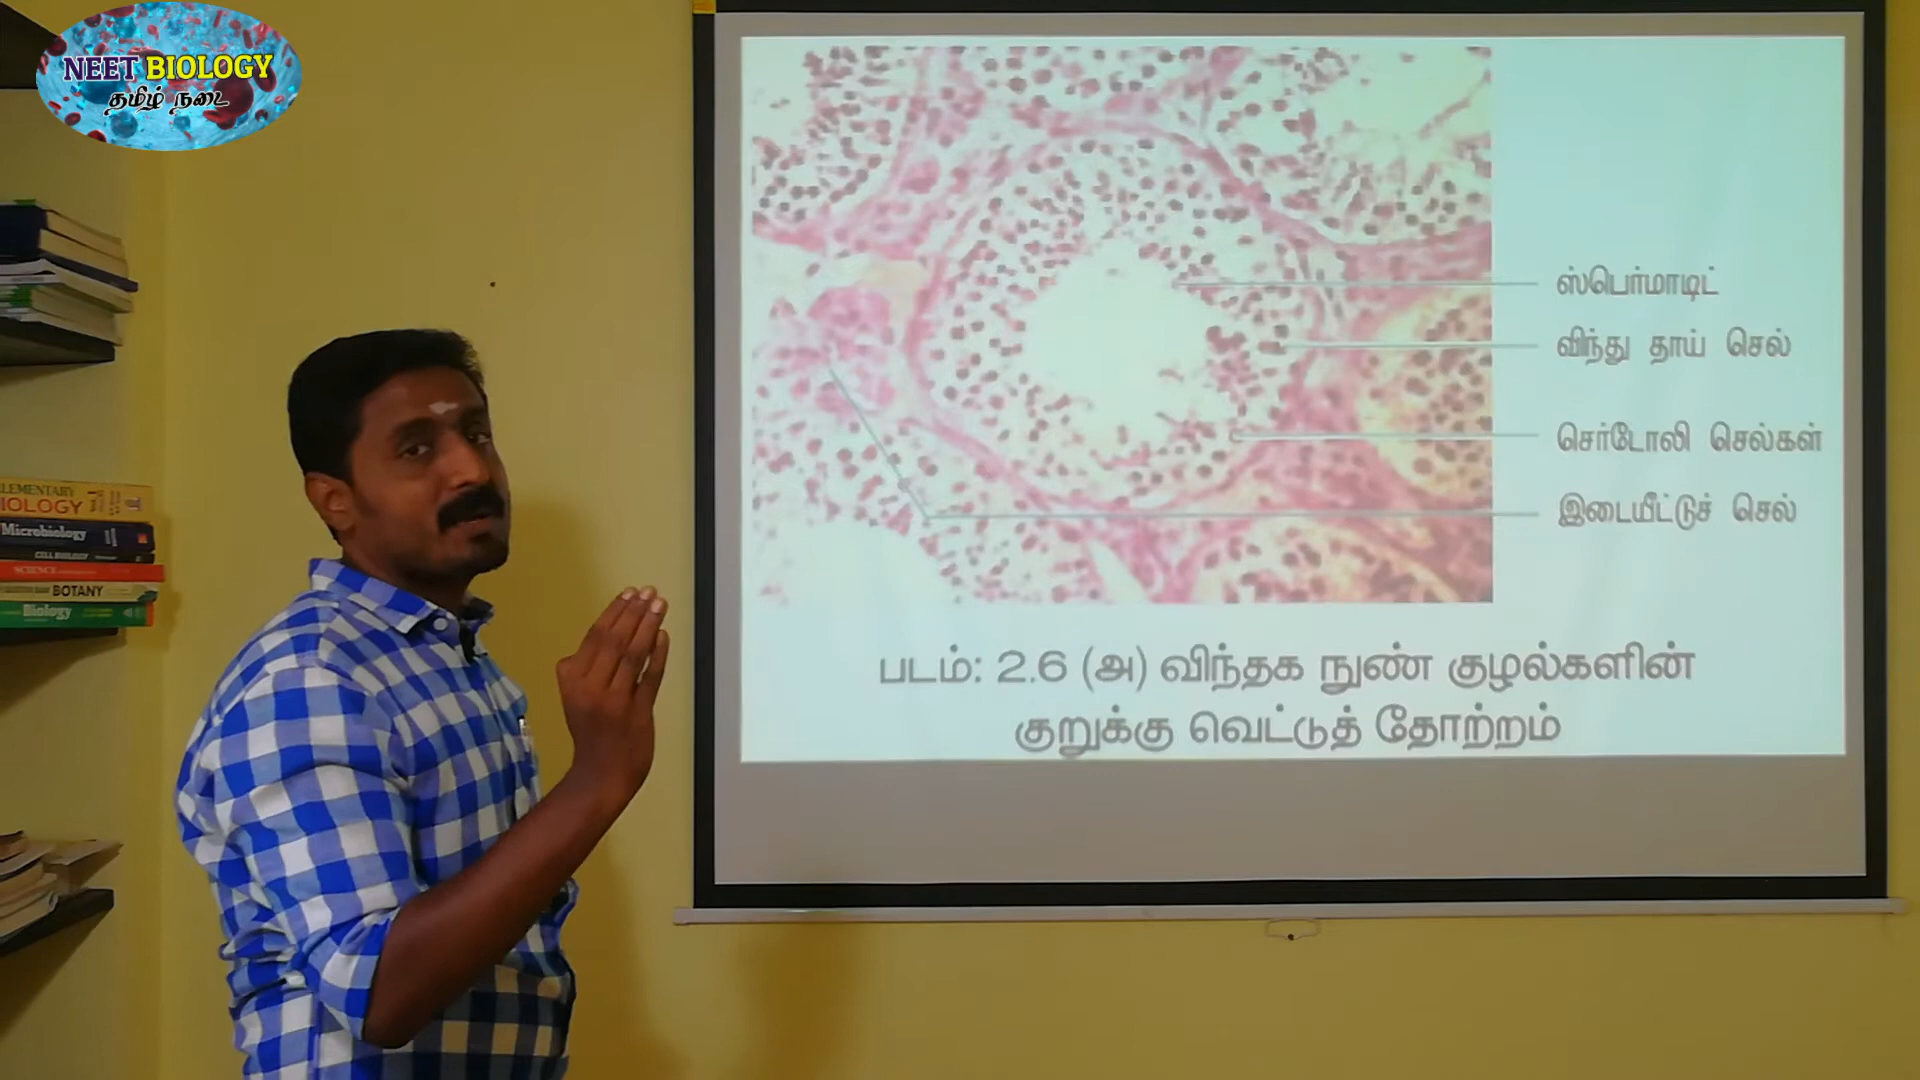 NEET BIOLOGY
தமிழ் நடை
ஸ்பெர்மாடிட்
விந்து தாய் செல்
செர்டோலி செல்கள்
இடையீட்டுச் செல்
படம்: 2.6 (அ) விந்தக நுண் குழல்களின்
குறுக்கு வெட்டுத் தோற்றம்
ELEMENTARY
BIOLOGY
Microbiology
CELL BIOLOGY
SCIENCE
BOTANY
Biology